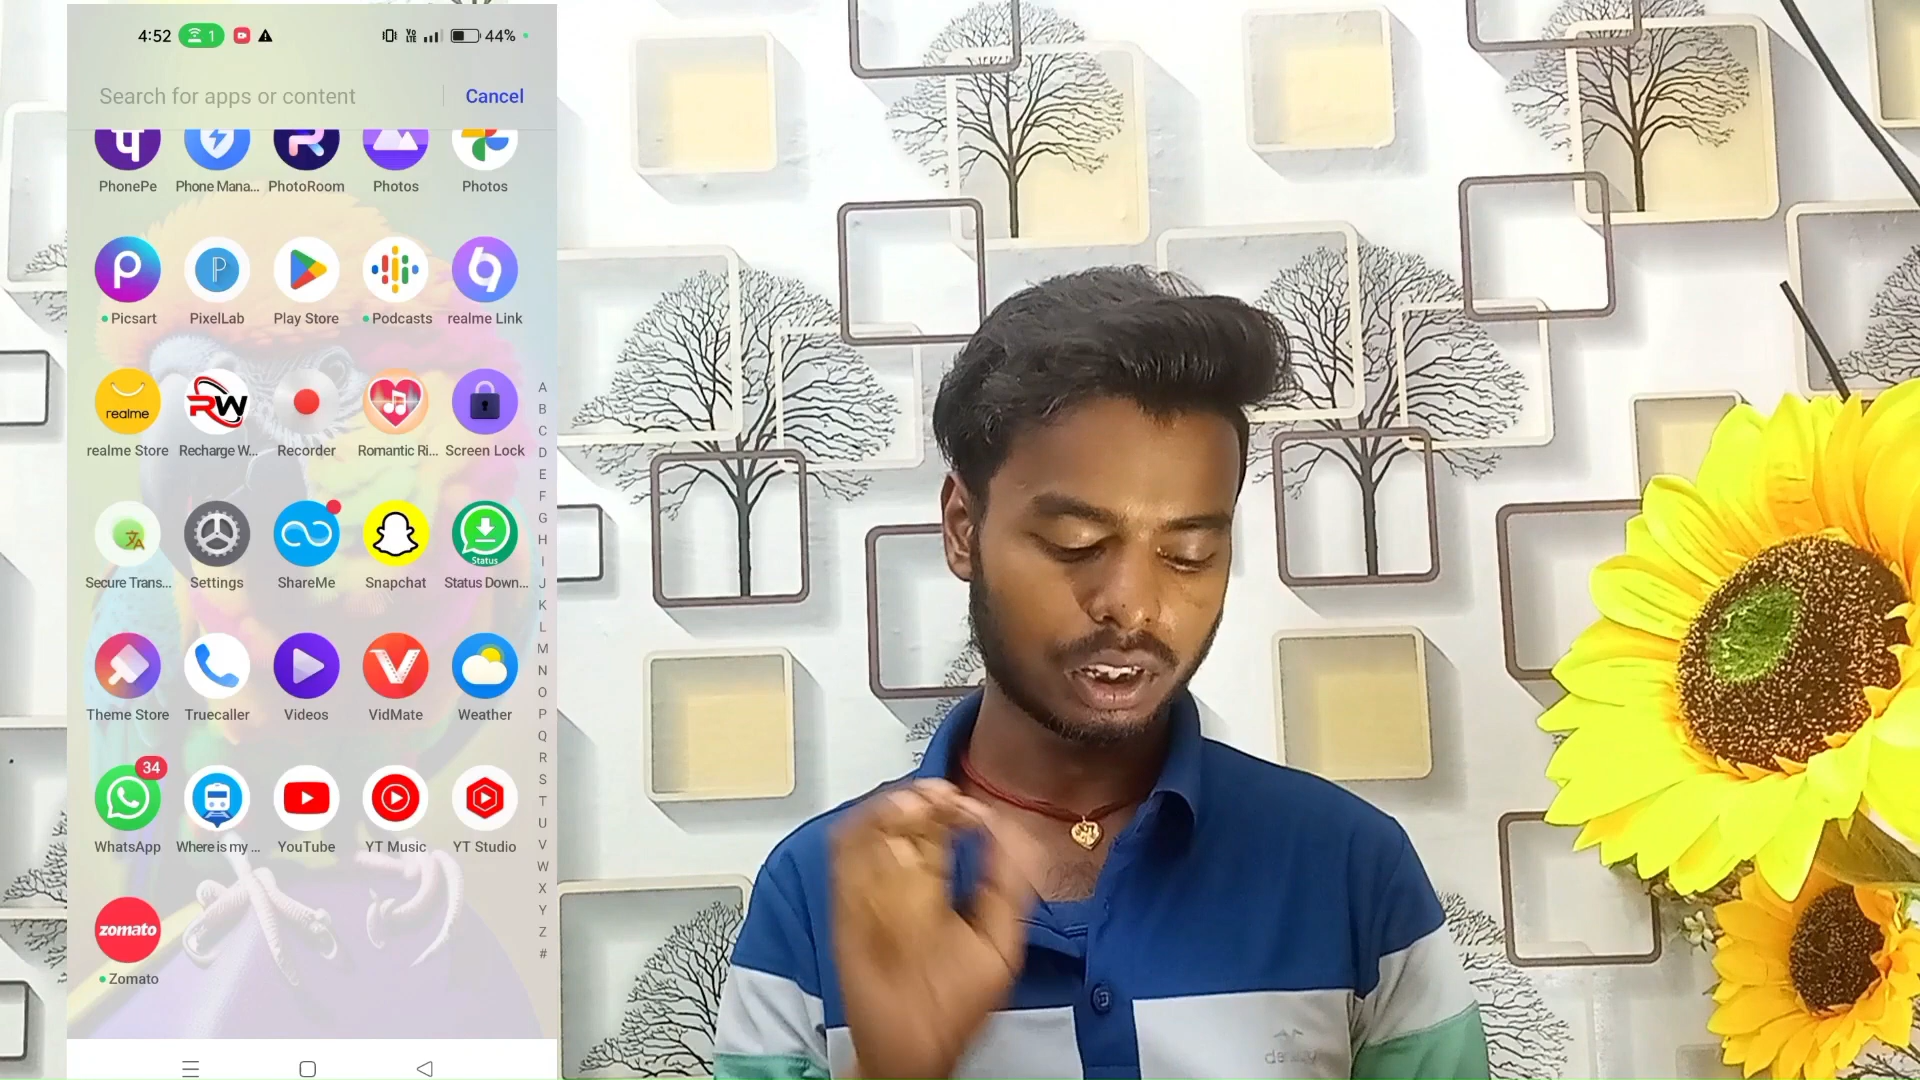 4:52 1 Vo LTE 44%
Search for apps or content Cancel
PhonePe Phone Mana... PhotoRoom Photos Photos
Picsart PixelLab Play Store Podcasts realme Link
realme RW
realme Store Recharge W... Recorder Romantic Ri... Screen Lock
Status
Secure Trans... Settings ShareMe Snapchat Status Down...
Theme Store Truecaller Videos VidMate Weather
34
WhatsApp Where is my ... YouTube YT Music YT Studio
zomato
Zomato
A
B
C
D
E
F
G
H
I
J
K
L
M
N
O
P
Q
R
S
T
U
V
W
X
Y
Z
#